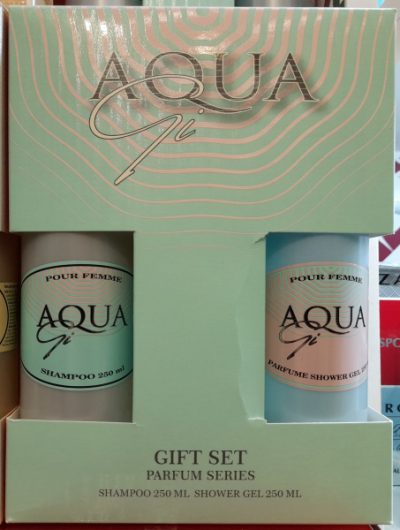 AQUA
Gi
POUR FEMME
AQUA
Gi
SHAMPOO 250 ml
POUR FEMME
AQUA
Gi
PARFUME SHOWER GEL
GIFT SET
PARFUM SERIES
SHAMPOO 250 ML SHOWER GEL 250 ML